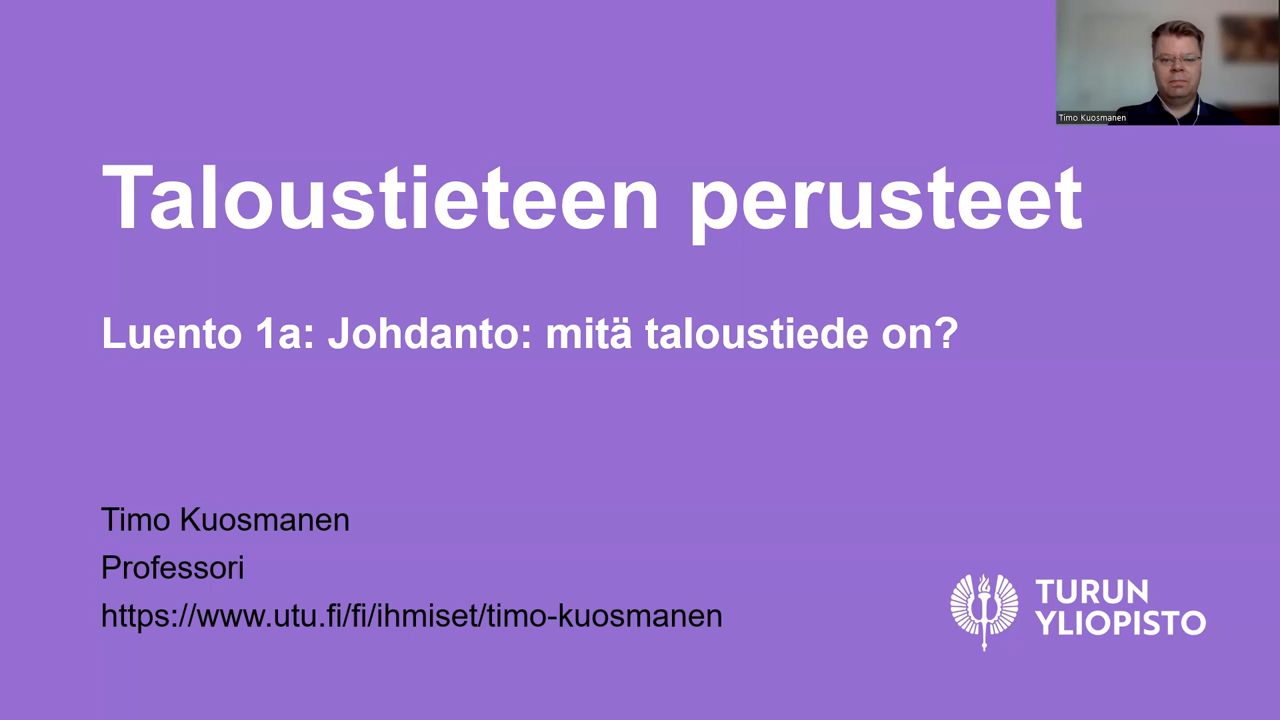 Timo Kuosmanen
Taloustieteen perusteet
Luento 1a: Johdanto: mitä taloustiede on?
Timo Kuosmanen
Professori
https://www.utu.fi/fi/ihmiset/timo-kuosmanen
TURUN
YLIOPISTO